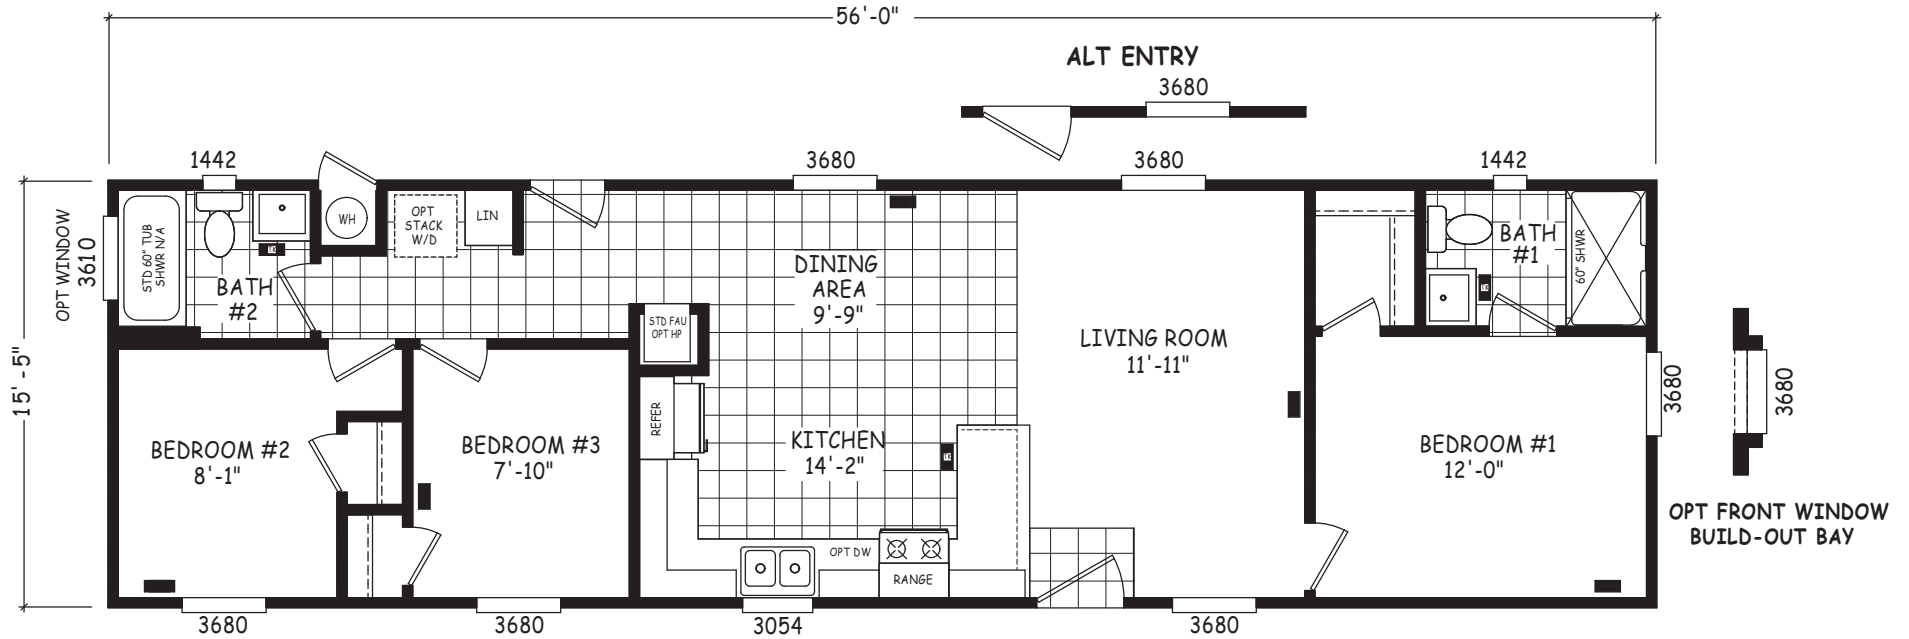 56'-0"
ALT ENTRY
3680
1442
3680
3680
1442
OPT WINDOW
3610
STD 60" TUB
SHWR N/A
WH
OPT
STACK
W/D
LIN
BATH
#2
DINING
AREA
9'-9"
BATH
#1
60" SHWR
15'-5"
STD FAU
OPT HP
LIVING ROOM
11'-11"
REFER
3680
3680
BEDROOM #2
8'-1"
BEDROOM #3
7'-10"
KITCHEN
14'-2"
BEDROOM #1
12'-0"
OPT FRONT WINDOW
BUILD-OUT BAY
OPT DW
RANGE
3680
3680
3054
3680